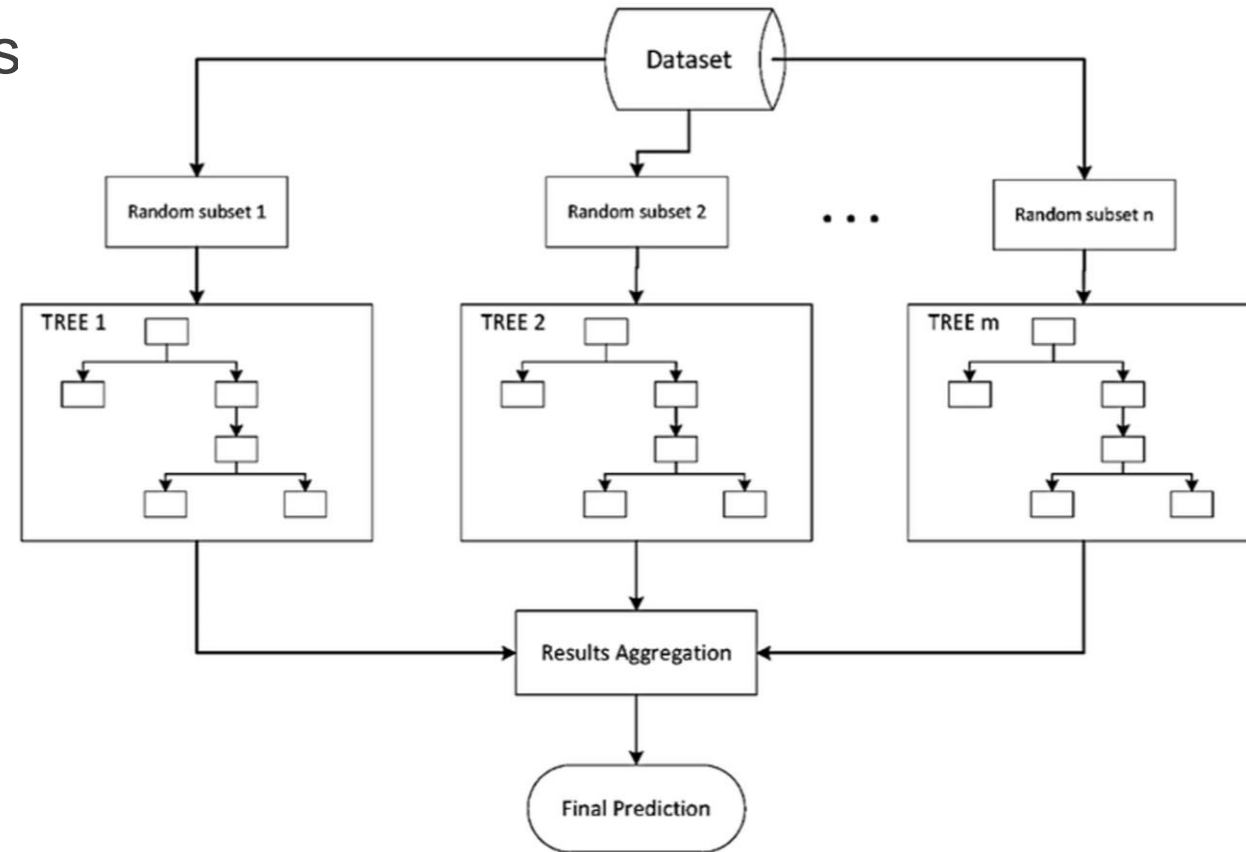 s
Dataset
Random subset 1
Random subset 2
...
Random subset n
TREE 1
TREE 2
TREE m
Results Aggregation
Final Prediction